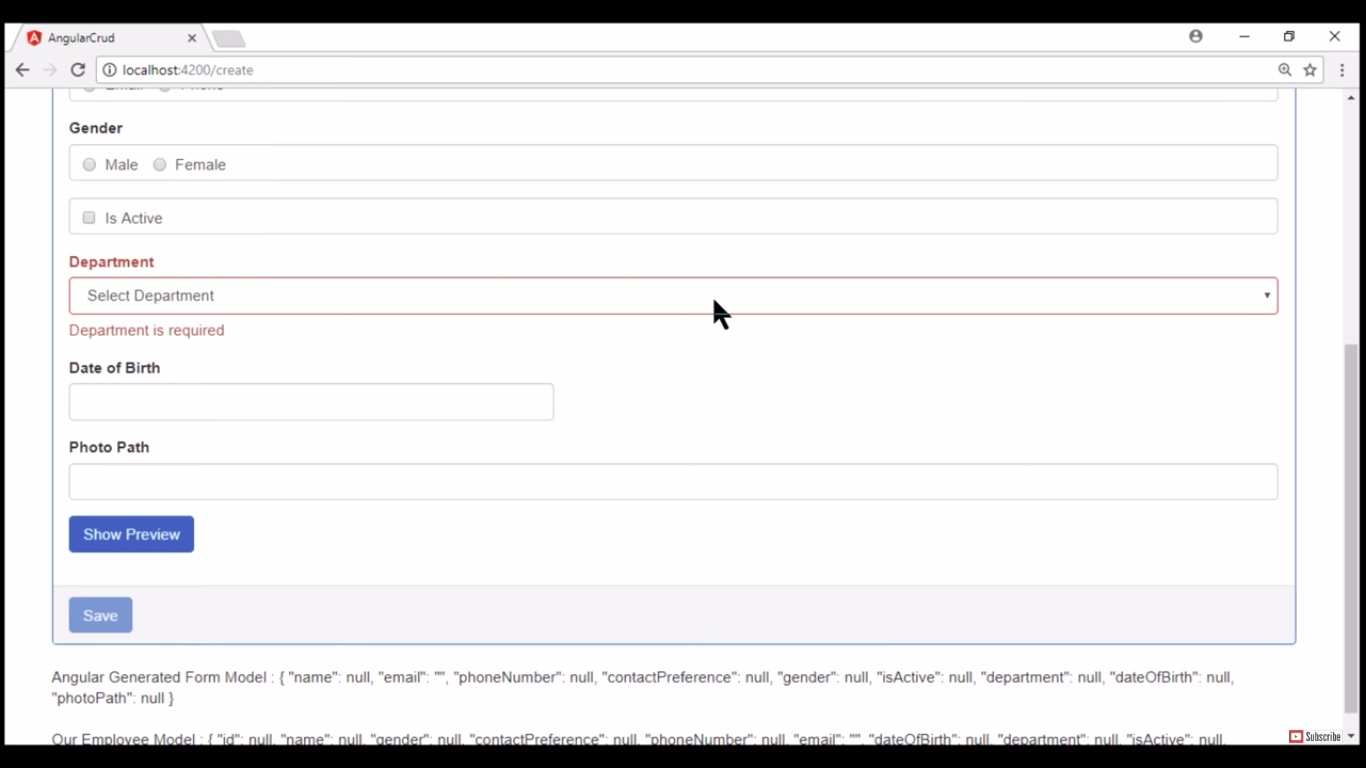 AngularCrud
localhost:4200/create
Email Phone
Gender
Male Female
Is Active
Department
Select Department
Department is required
Date of Birth
Photo Path
Show Preview
Save
Angular Generated Form Model : { "name": null, "email": "", "phoneNumber": null, "contactPreference": null, "gender": null, "isActive": null, "department": null, "dateOfBirth": null,
"photoPath": null }
Our Employee Model : { "id": null, "name": null, "gender": null, "contactPreference": null, "phoneNumber": null, "email": "", "dateOfBirth": null, "department": null, "isActive": null,
Subscribe